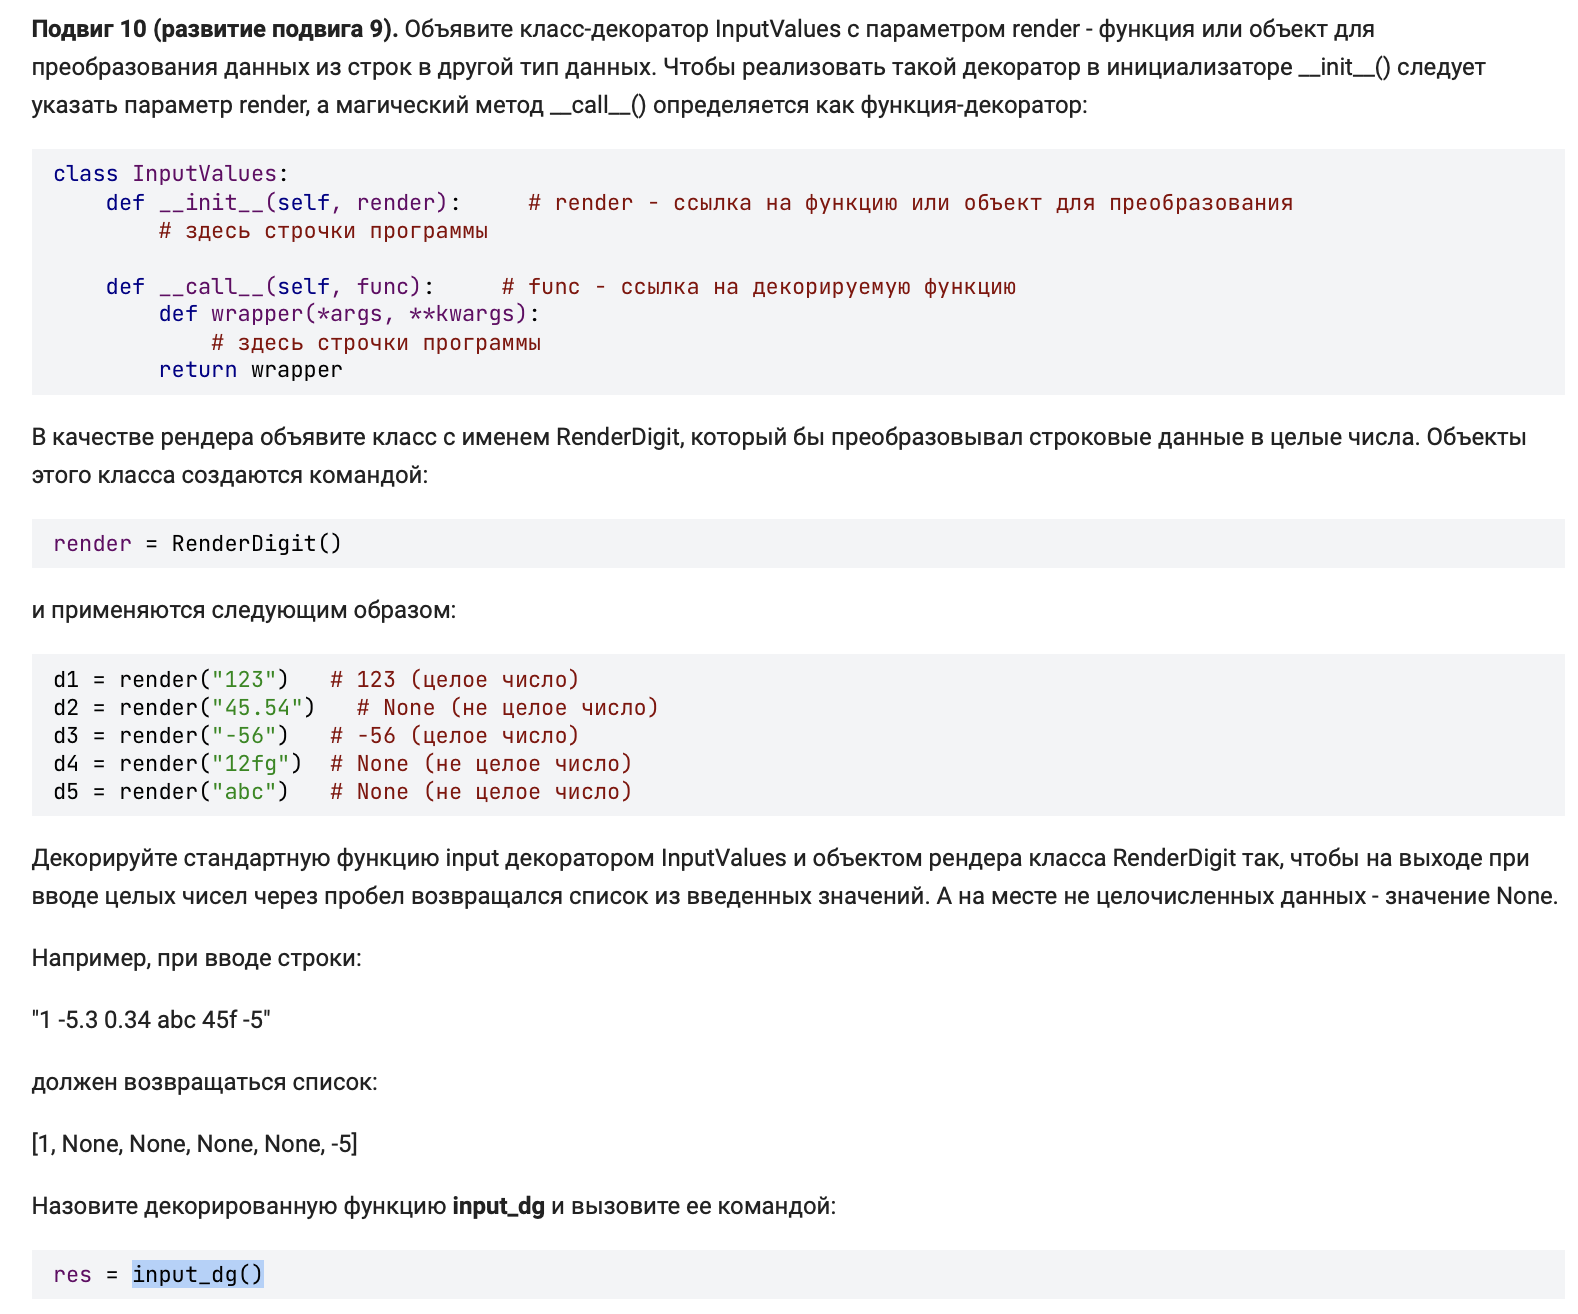 Подвиг 10 (развитие подвига 9). Объявите класс-декоратор InputValues с параметром render - функция или объект для
преобразования данных из строк в другой тип данных. Чтобы реализовать такой декоратор в инициализаторе __init__() следует
указать параметр render, а магический метод __call__() определяется как функция-декоратор:
class InputValues:
    def __init__(self, render):     # render - ссылка на функцию или объект для преобразования
        # здесь строчки программы
    def __call__(self, func):     # func - ссылка на декорируемую функцию
        def wrapper(*args, **kwargs):
            # здесь строчки программы
        return wrapper
В качестве рендера объявите класс с именем RenderDigit, который бы преобразовывал строковые данные в целые числа. Объекты
этого класса создаются командой:
render = RenderDigit()
и применяются следующим образом:
d1 = render("123")   # 123 (целое число)
d2 = render("45.54")   # None (не целое число)
d3 = render("-56")   # -56 (целое число)
d4 = render("12fg")  # None (не целое число)
d5 = render("abc")   # None (не целое число)
Декорируйте стандартную функцию input декоратором InputValues и объектом рендера класса RenderDigit так, чтобы на выходе при
вводе целых чисел через пробел возвращался список из введенных значений. А на месте не целочисленных данных - значение None.
Например, при вводе строки:
"1 -5.3 0.34 abc 45f -5"
должен возвращаться список:
[1, None, None, None, None, -5]
Назовите декорированную функцию input_dg и вызовите ее командой:
res = input_dg()